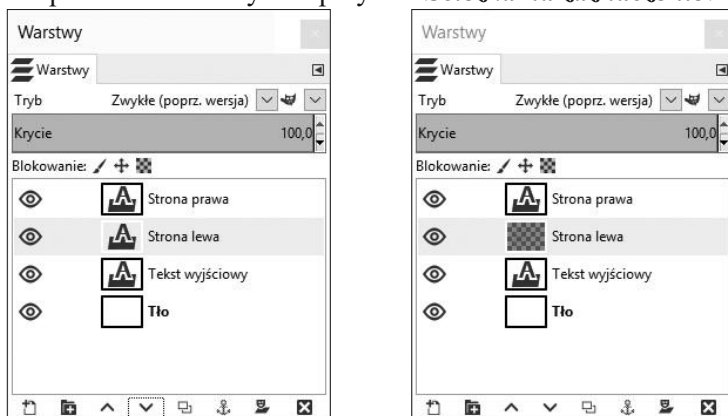 Warstwy
Warstwy
Tryb Zwykłe (poprz. wersja)
Krycie 100,0
Blokowanie:
Strona prawa
Strona lewa
Tekst wyjściowy
Tło
Warstwy
Warstwy
Tryb Zwykłe (poprz. wersja)
Krycie 100,0
Blokowanie:
Strona prawa
Strona lewa
Tekst wyjściowy
Tło